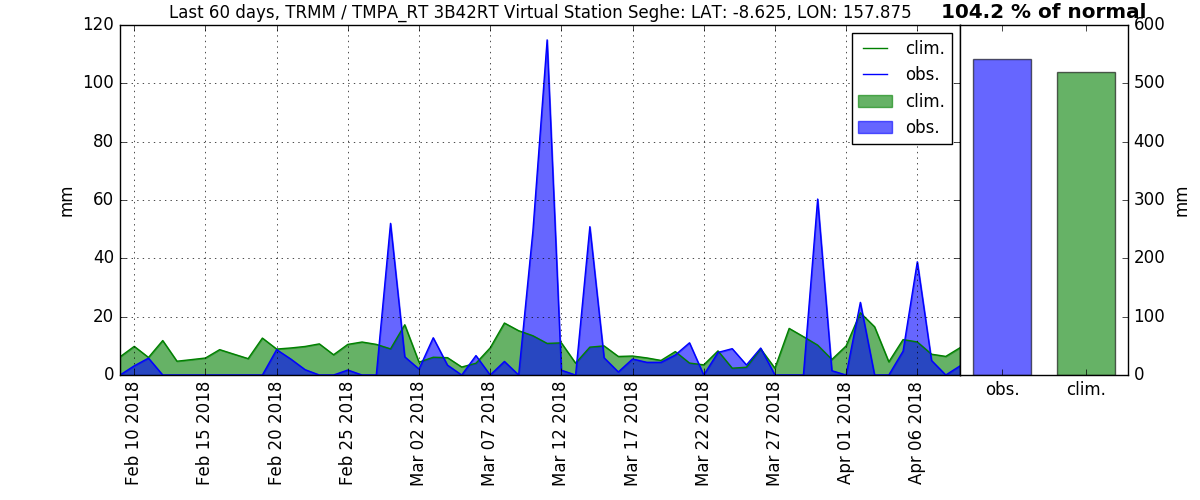 Last 60 days, TRMM / TMPA_RT 3B42RT Virtual Station Seghe: LAT: -8.625, LON: 157.875
104.2 % of normal
120
100
80
60
40
20
0
mm
clim.
obs.
clim.
obs.
600
500
400
300
200
100
0
mm
obs.
clim.
Feb 10 2018
Feb 15 2018
Feb 20 2018
Feb 25 2018
Mar 02 2018
Mar 07 2018
Mar 12 2018
Mar 17 2018
Mar 22 2018
Mar 27 2018
Apr 01 2018
Apr 06 2018